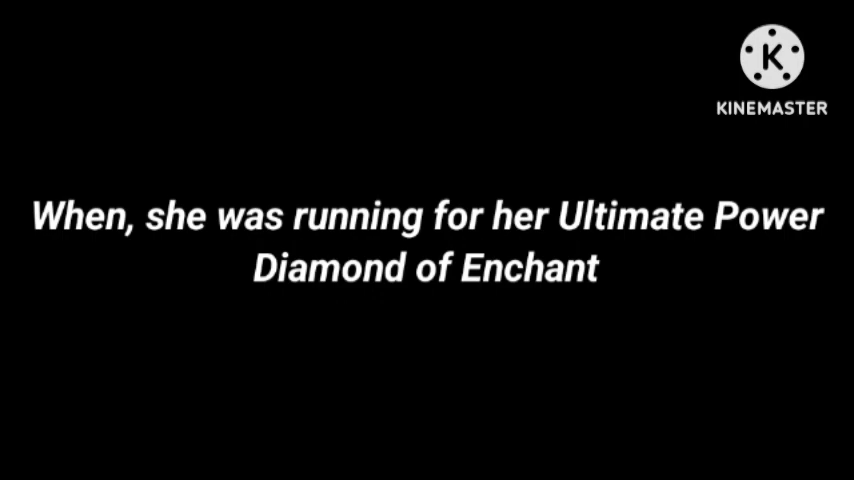 K
KINEMASTER
When, she was running for her Ultimate Power
Diamond of Enchant